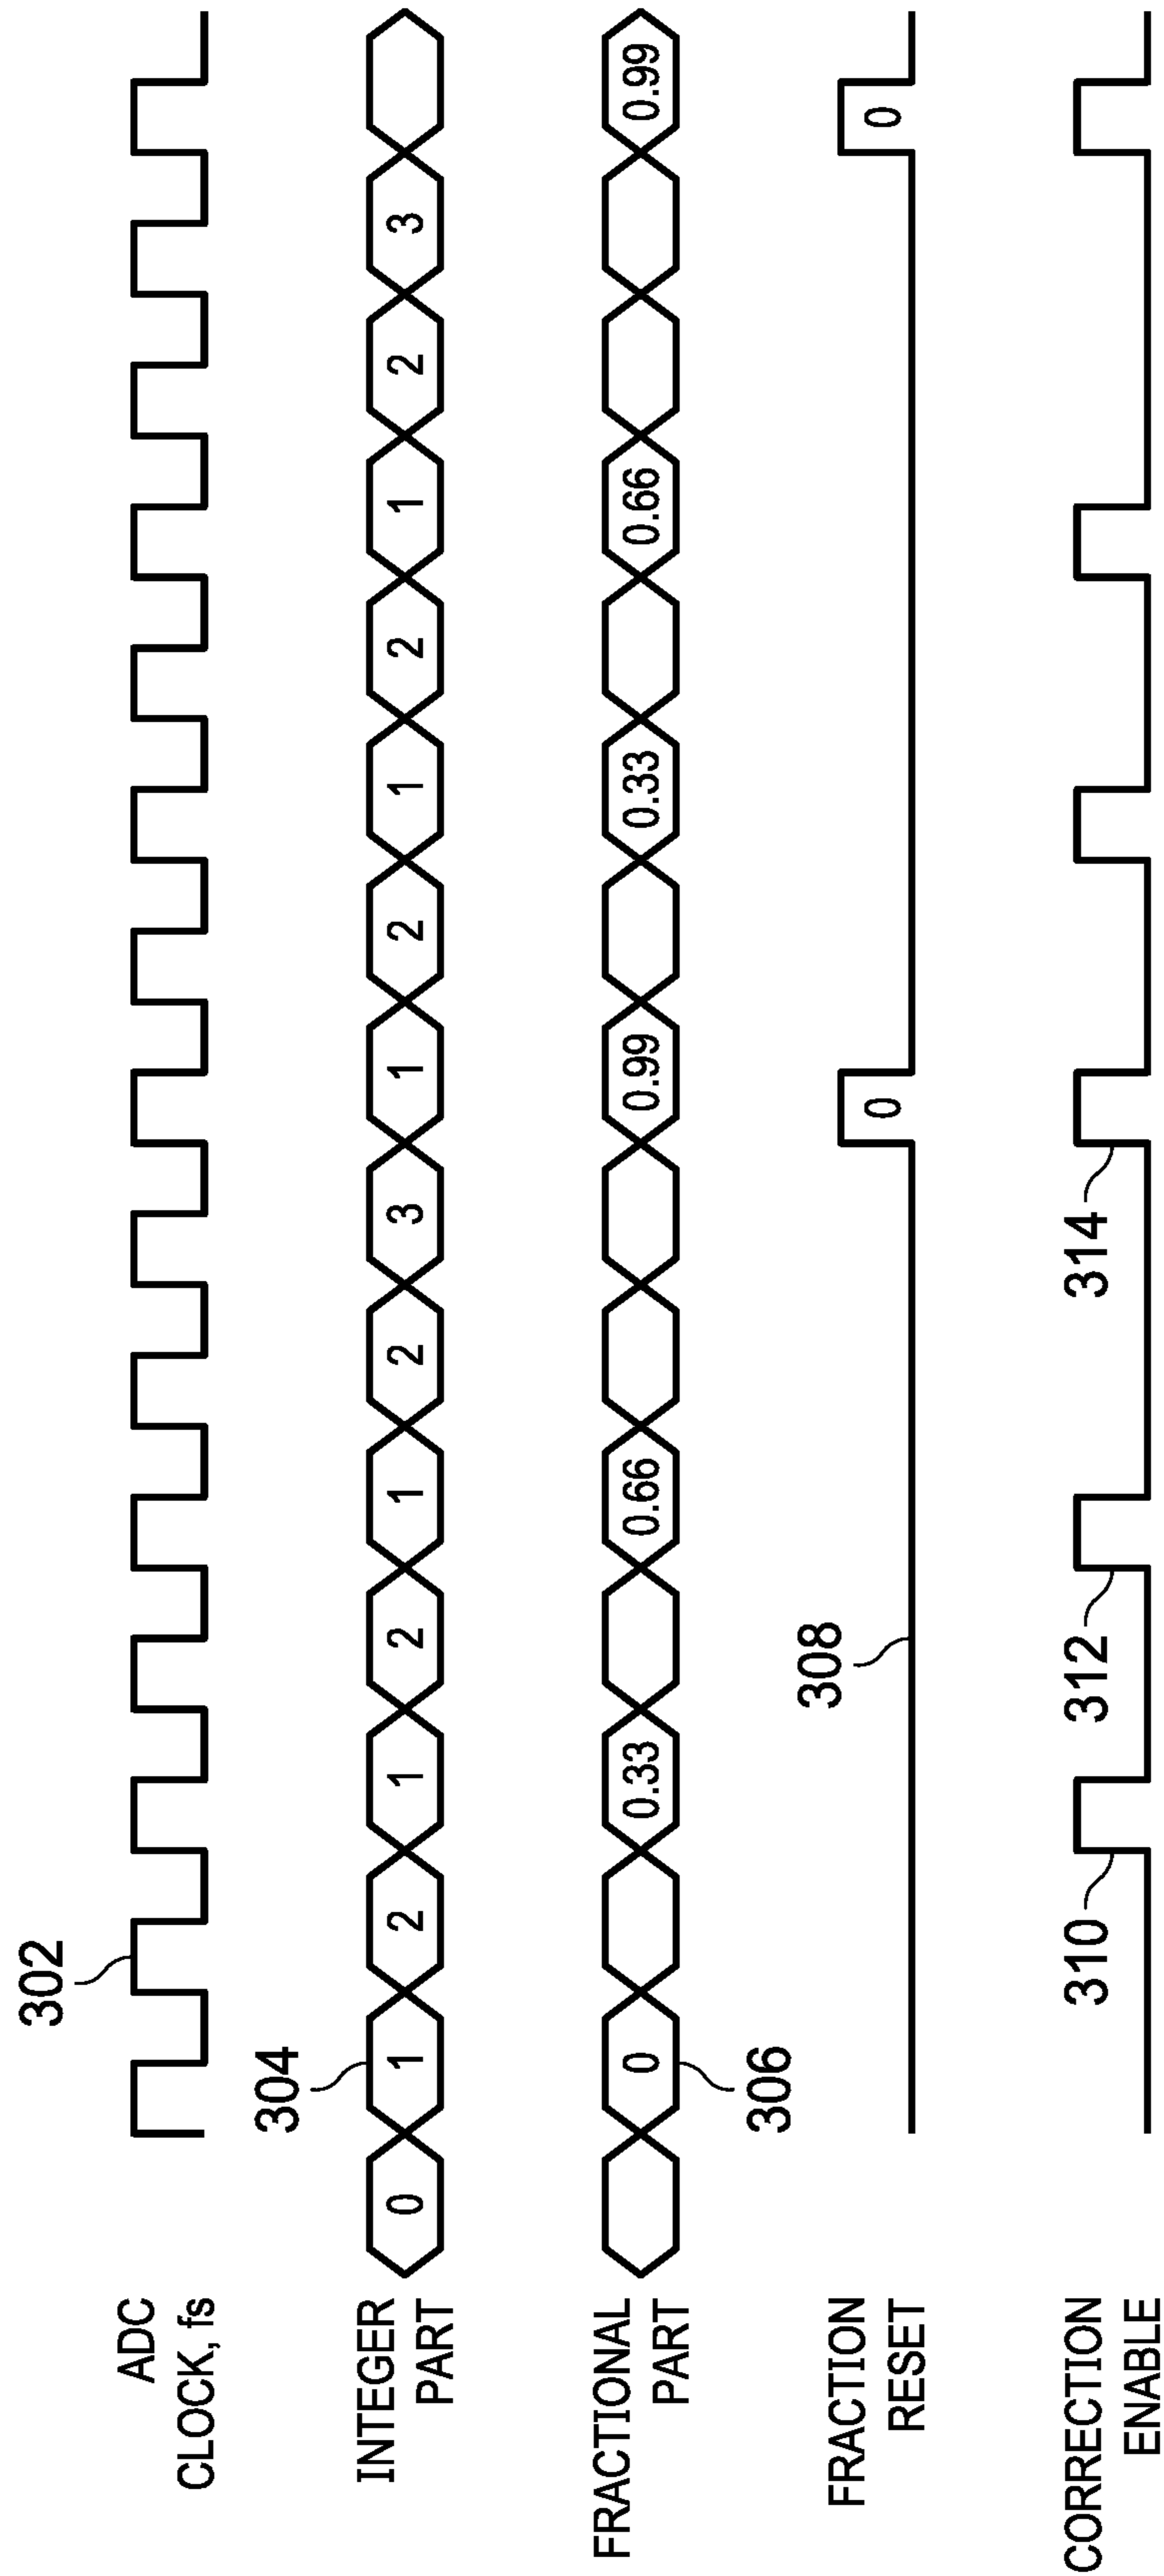 302
ADC
CLOCK, fs
304
INTEGER
PART
0 1 2 1 2 1 2 3 1 2 1 2 1 2 3
FRACTIONAL
PART
0 0.33 0.66 0.99 0.33 0.66 0.99
306
308
FRACTION
RESET
0 0
CORRECTION
ENABLE
310 312 314